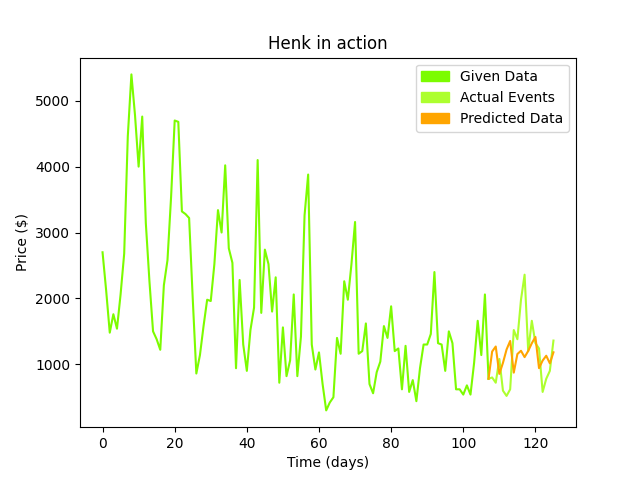 Henk in action
Given Data
Actual Events
Predicted Data
Price ($)
5000
4000
3000
2000
1000
0 20 40 60 80 100 120
Time (days)